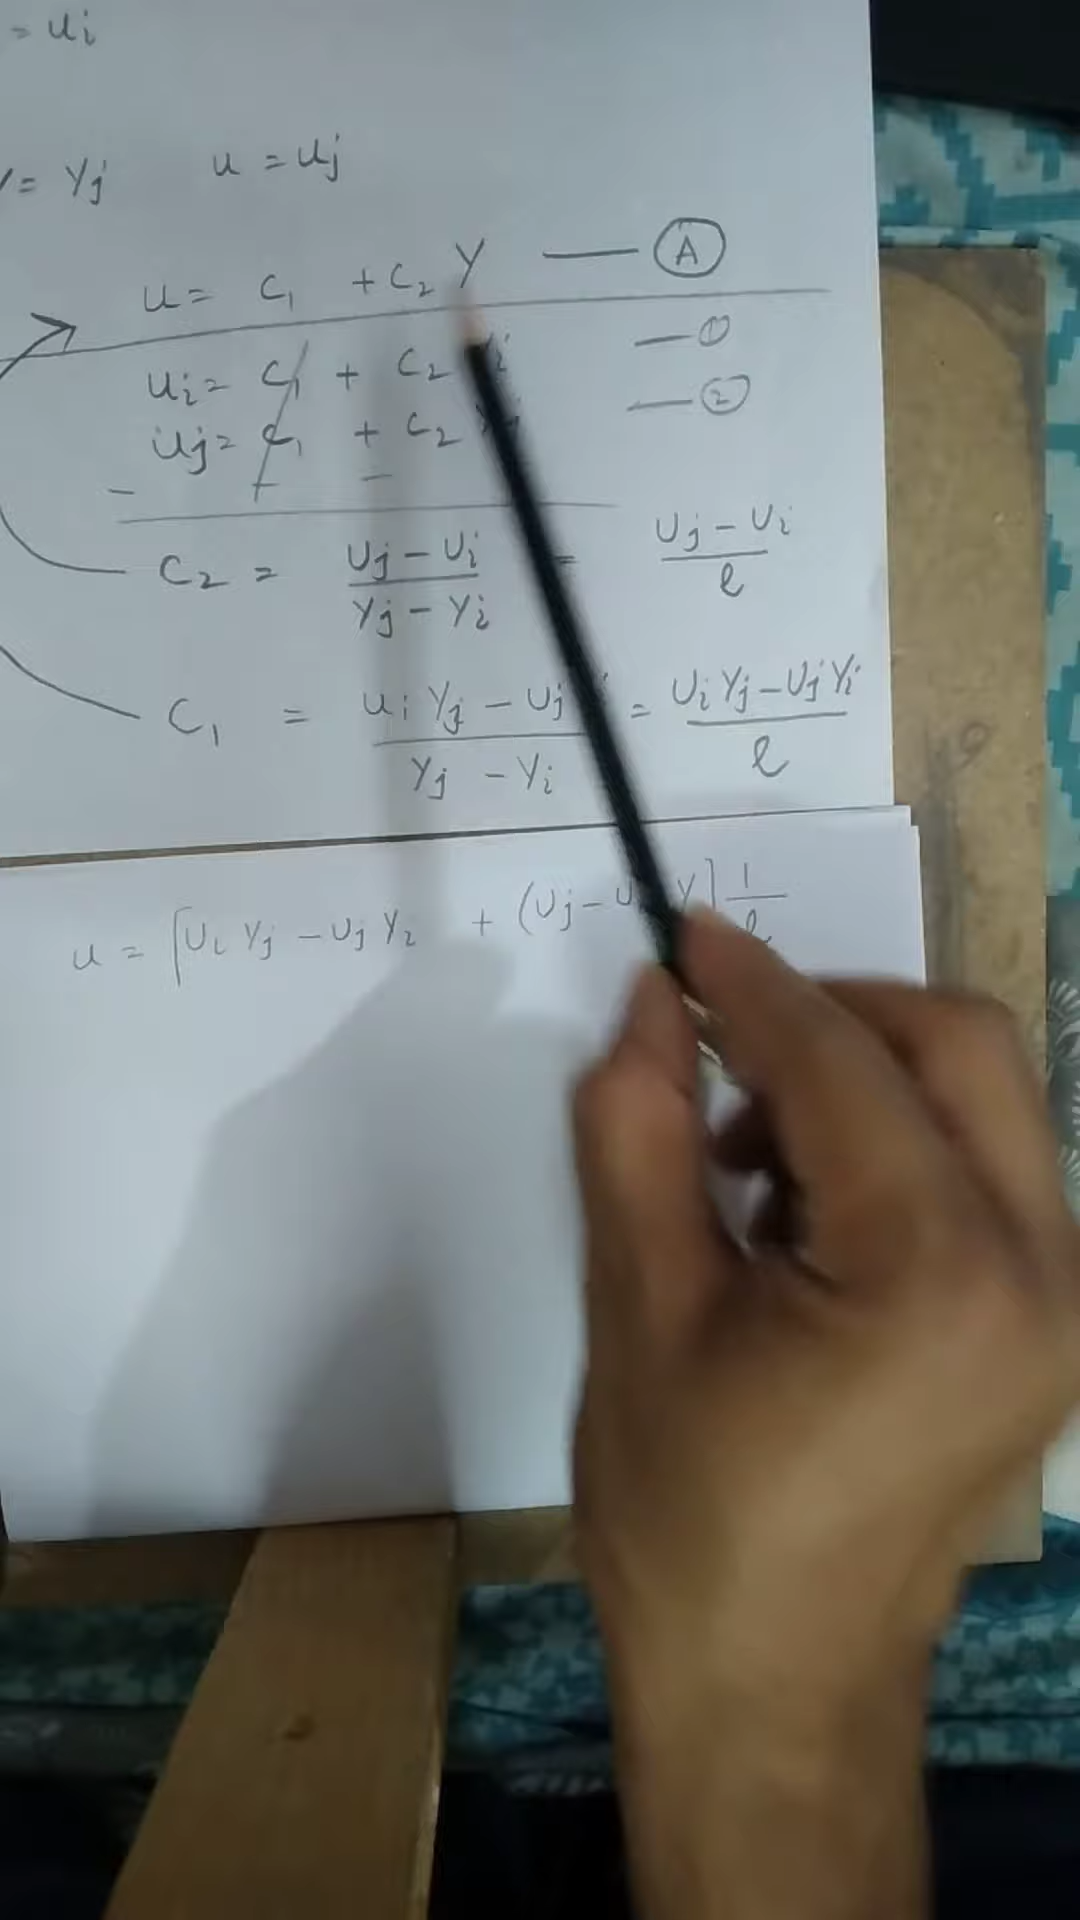 = ui
y = Yj u = uj
u = C1 + C2 Y — A
ui = C1 + C2 i — 1
uj = C1 + C2 — 2
— — —
C2 = Uj - Ui / Yj - Yi = Uj - Ui / l
C1 = Ui Yj - Uj / Yj - Yi = Ui Yj - Uj Yi / l
u = [Ui Yj - Uj Yi + (Uj - U Y] 1 / l